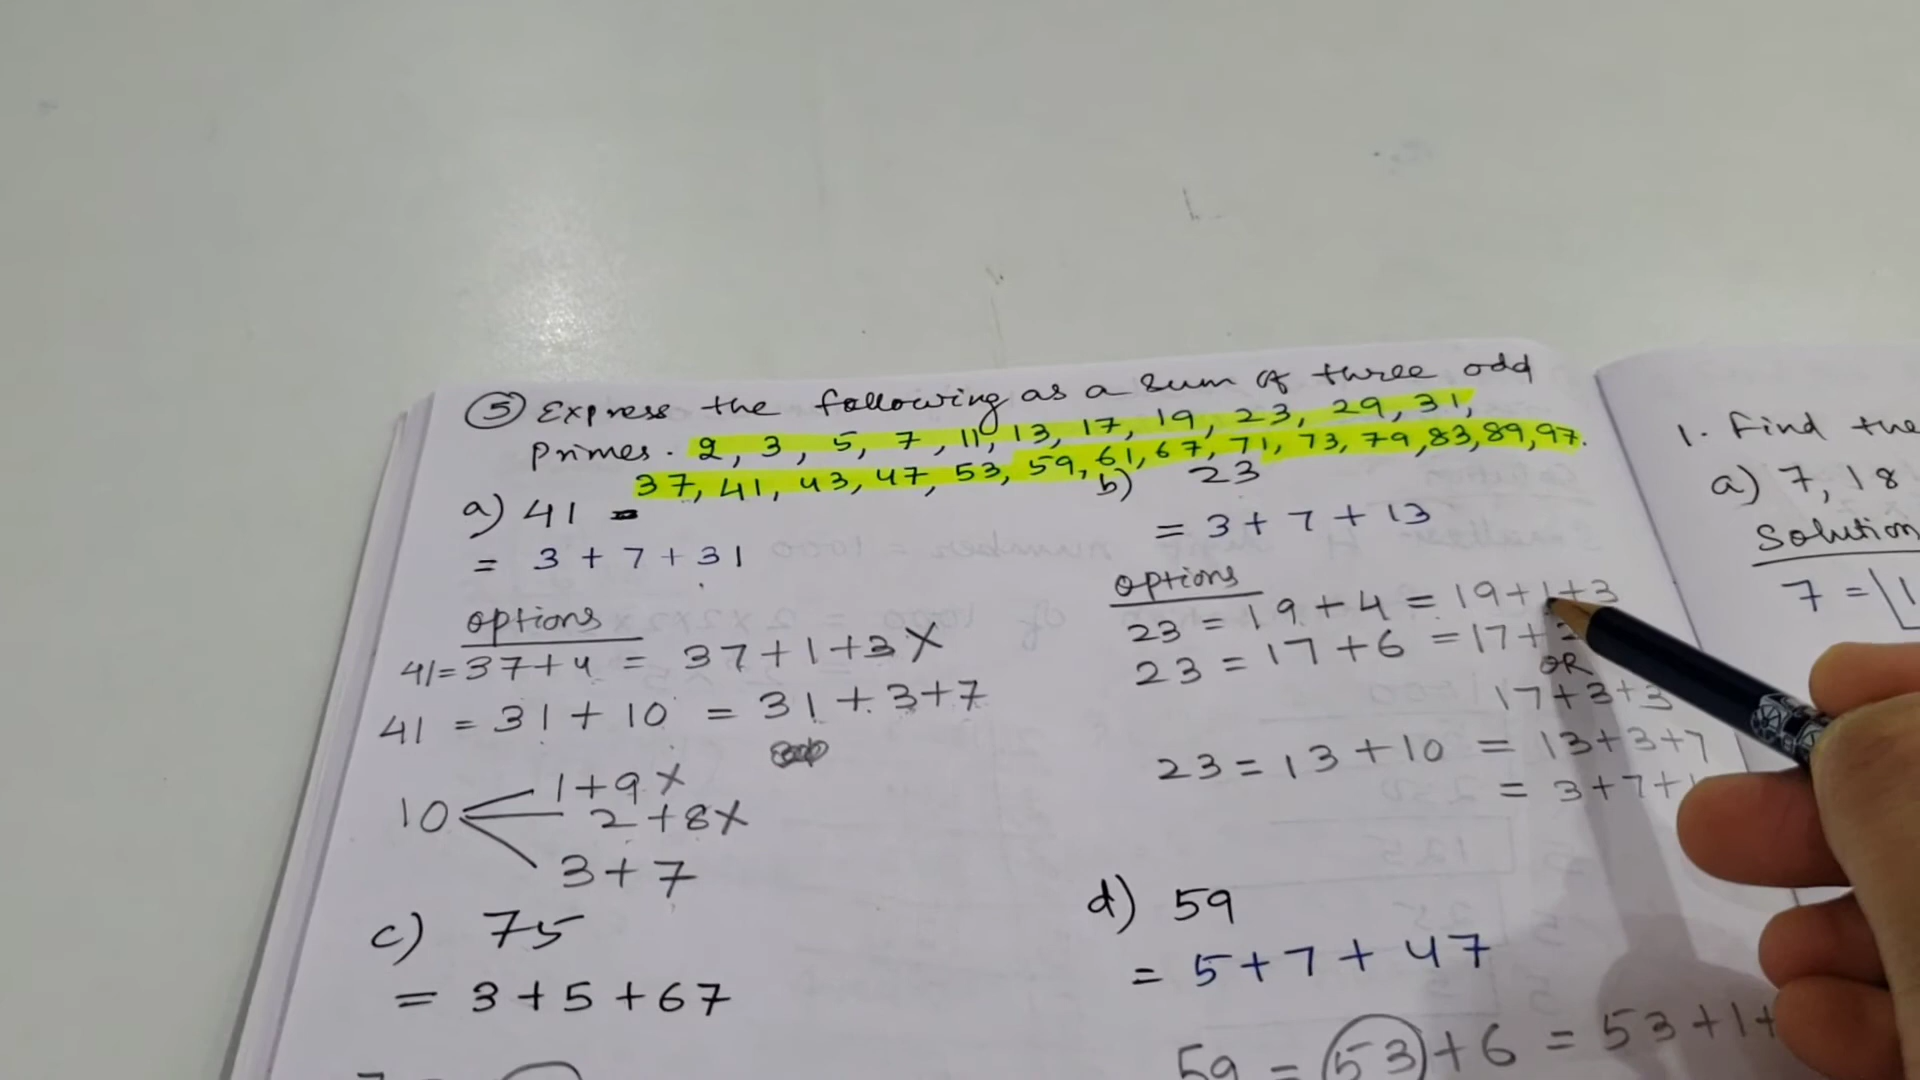 5 Express the following as a sum of three odd
Primes. 2, 3, 5, 7, 11, 13, 17, 19, 23, 29, 31,
37, 41, 43, 47, 53, 59, 61, 67, 71, 73, 79, 83, 89, 97.
a) 41
= 3 + 7 + 31
options
41 = 37 + 4 = 37 + 1 + 3 X
41 = 31 + 10 = 31 + 3 + 7
10
1 + 9 X
2 + 8 X
3 + 7
b) 23
= 3 + 7 + 13
options
23 = 19 + 4 = 19 + 1 + 3
23 = 17 + 6 = 17 +
OR
17 + 3 + 3
23 = 13 + 10 = 13 + 3 + 7
= 3 + 7 +
c) 75
= 3 + 5 + 67
d) 59
= 5 + 7 + 47
59 = 53 + 6 = 53 + 1 +
1. Find the
a) 7, 18
Solution
7 =